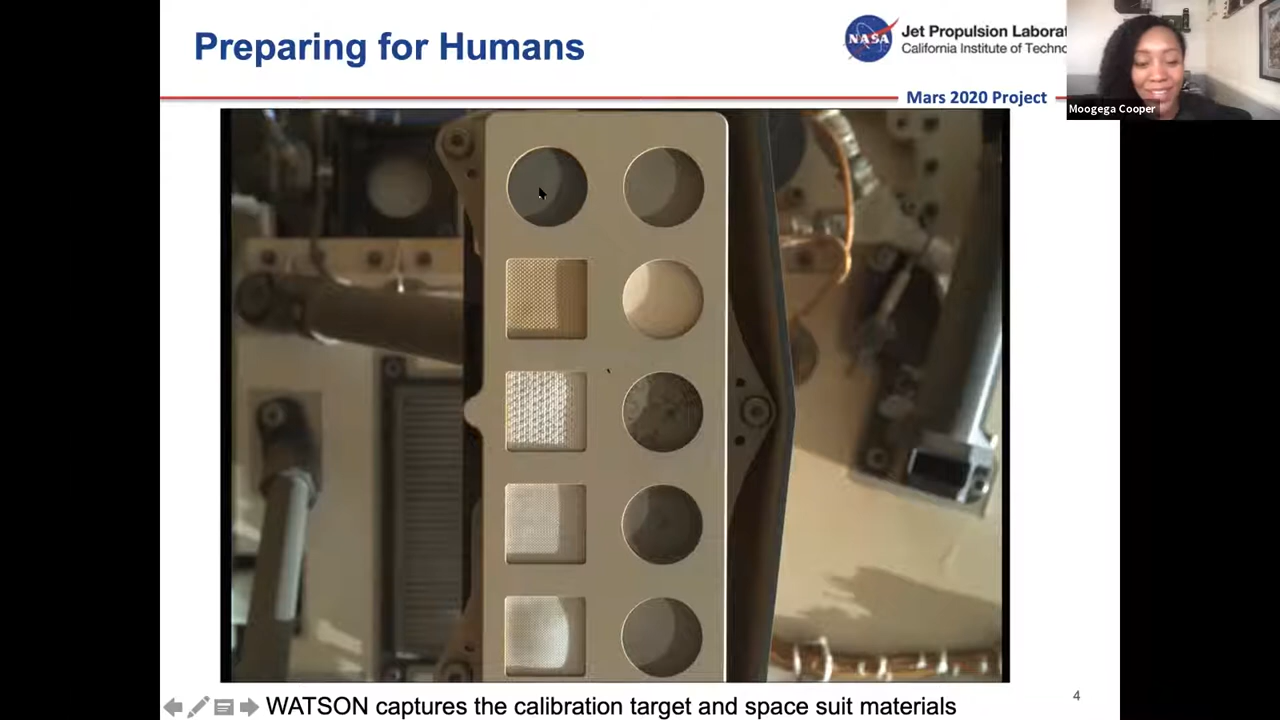 Preparing for Humans
NASA
Jet Propulsion Laborat
California Institute of Techno
Mars 2020 Project
Moogega Cooper
WATSON captures the calibration target and space suit materials
4